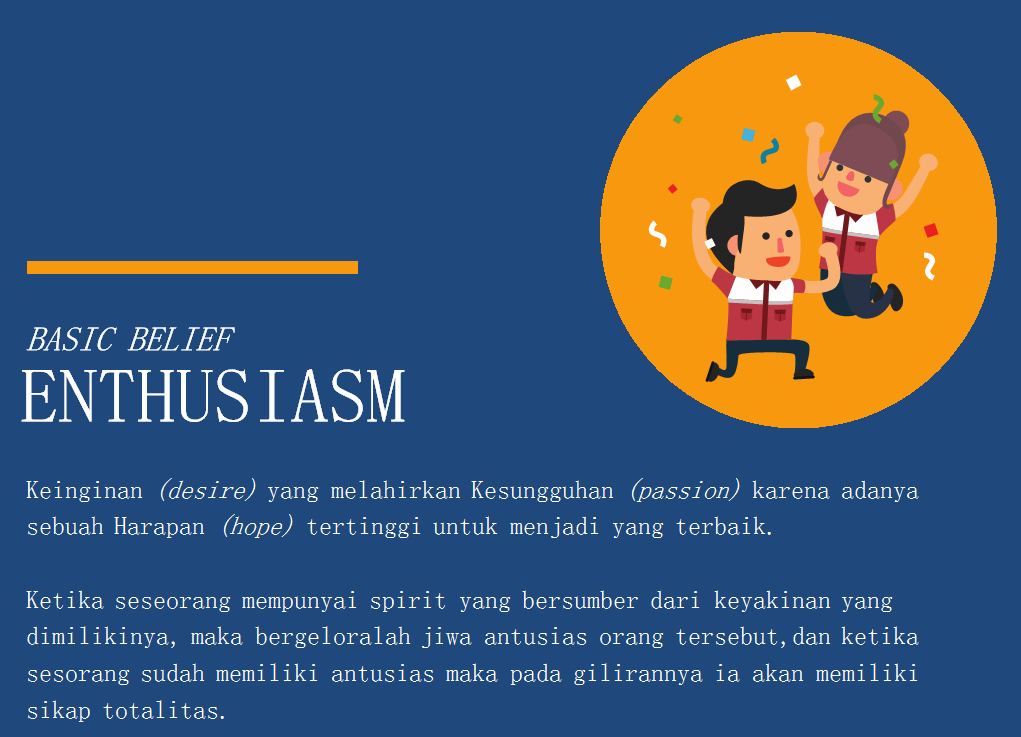 BASIC BELIEF
ENTHUSIASM
Keinginan (desire) yang melahirkan Kesungguhan (passion) karena adanya
sebuah Harapan (hope) tertinggi untuk menjadi yang terbaik.
Ketika seseorang mempunyai spirit yang bersumber dari keyakinan yang
dimilikinya, maka bergeloralah jiwa antusias orang tersebut,dan ketika
sesorang sudah memiliki antusias maka pada gilirannya ia akan memiliki
sikap totalitas.